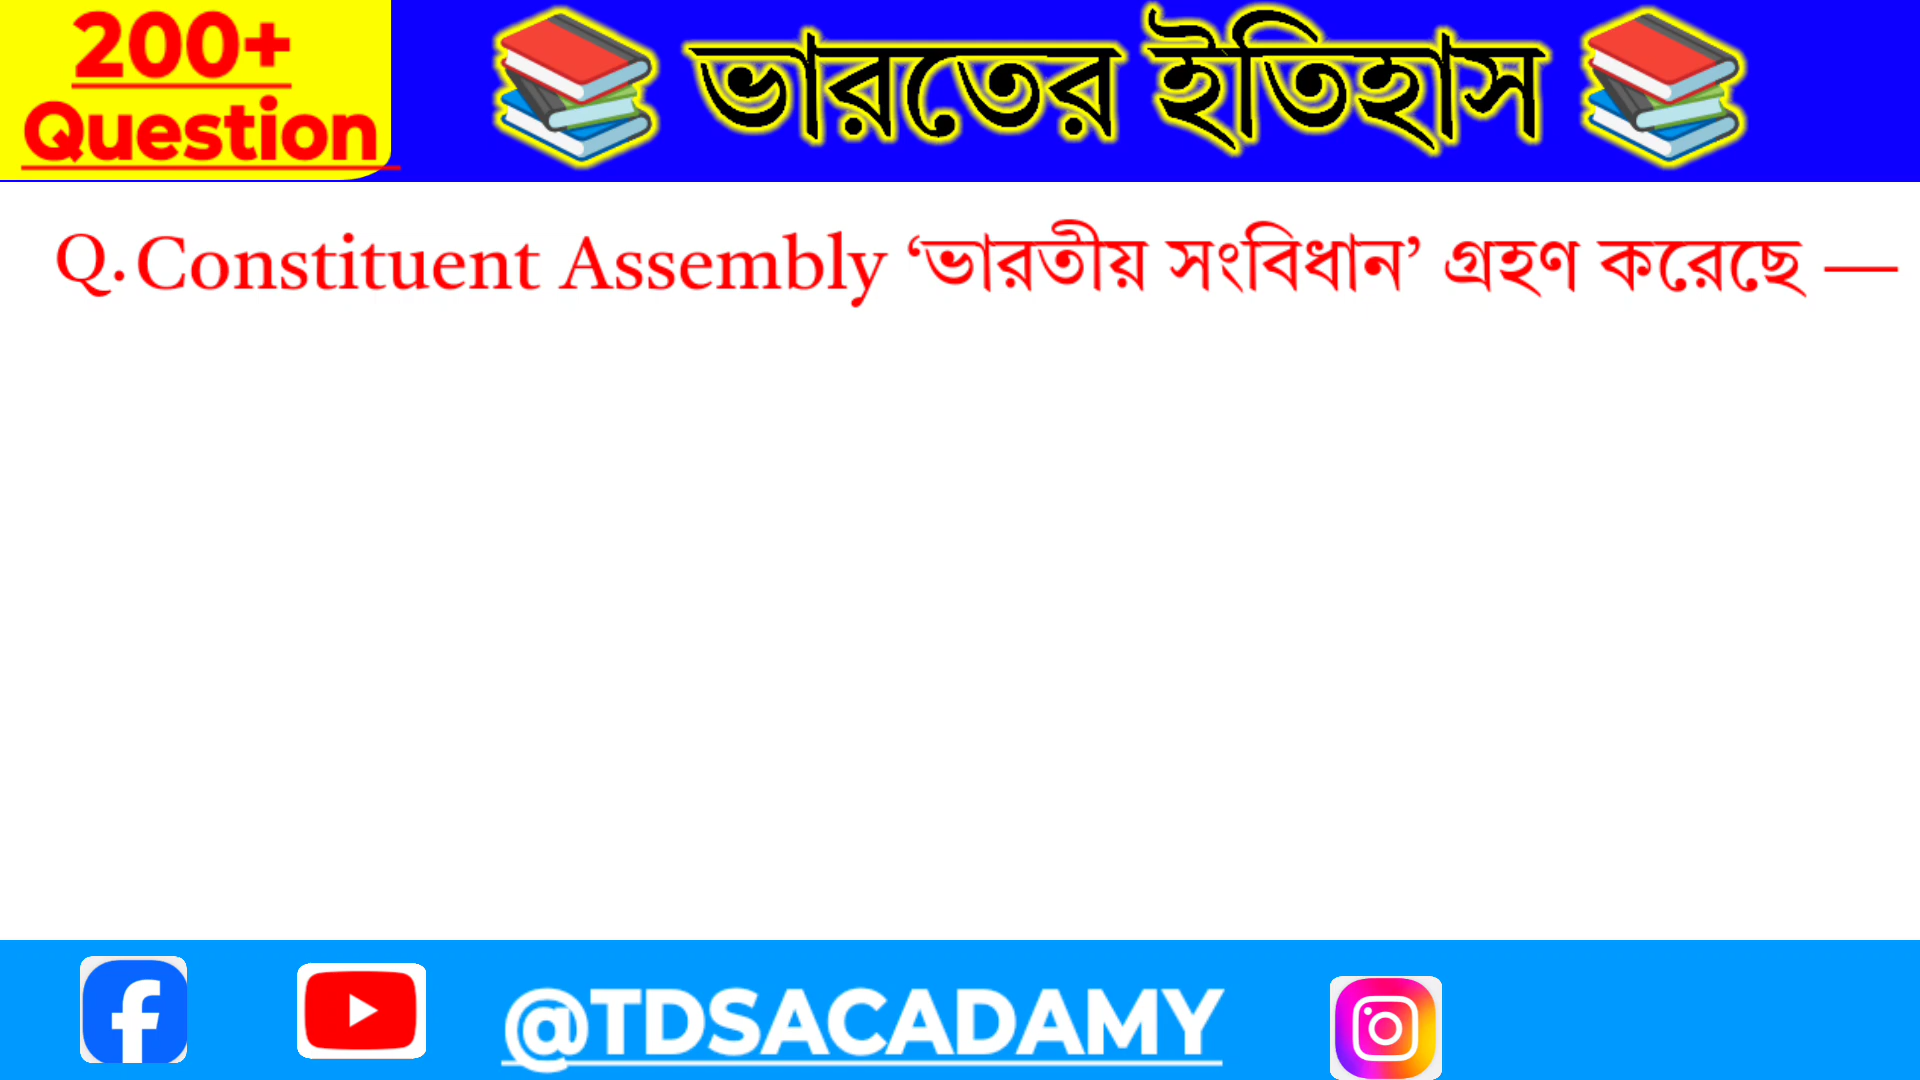 200+
Question
ভারতের ইতিহাস
Q. Constituent Assembly ‘ভারতীয় সংবিধান’ গ্রহণ করেছে —
@TDSACADAMY